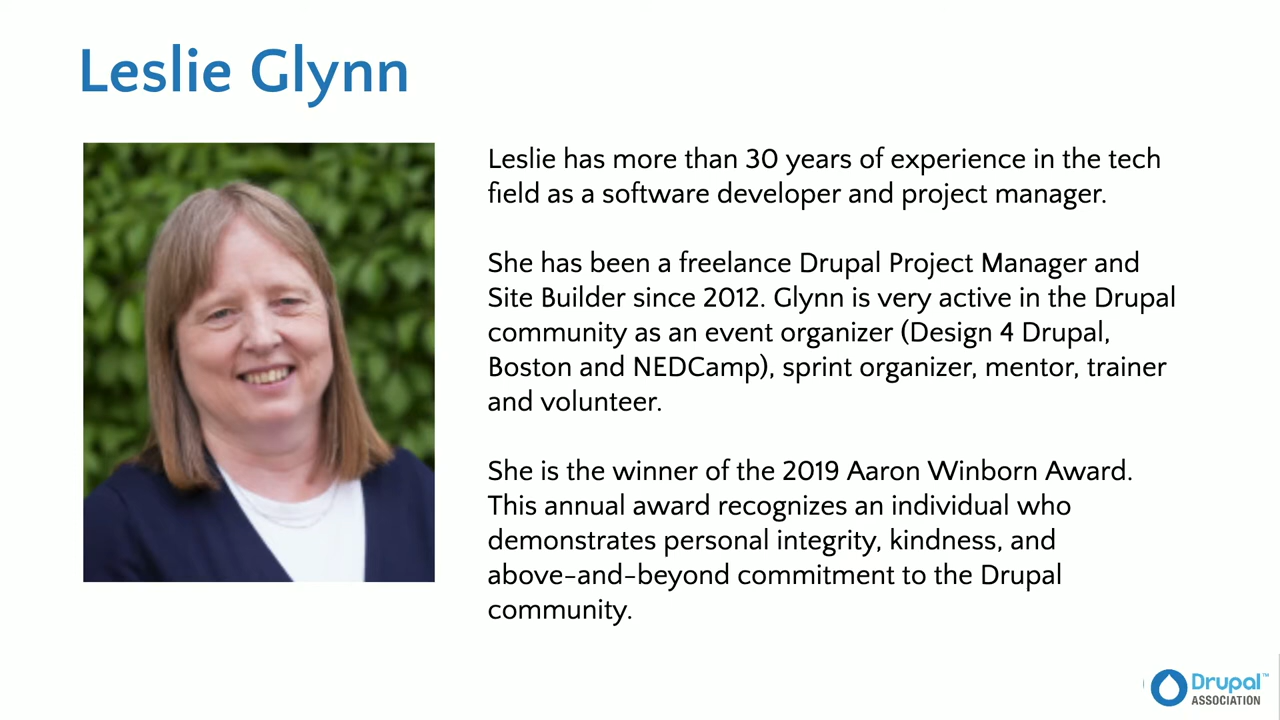 Leslie Glynn
Leslie has more than 30 years of experience in the tech
field as a software developer and project manager.
She has been a freelance Drupal Project Manager and
Site Builder since 2012. Glynn is very active in the Drupal
community as an event organizer (Design 4 Drupal,
Boston and NEDCamp), sprint organizer, mentor, trainer
and volunteer.
She is the winner of the 2019 Aaron Winborn Award.
This annual award recognizes an individual who
demonstrates personal integrity, kindness, and
above-and-beyond commitment to the Drupal
community.
Drupal™
ASSOCIATION